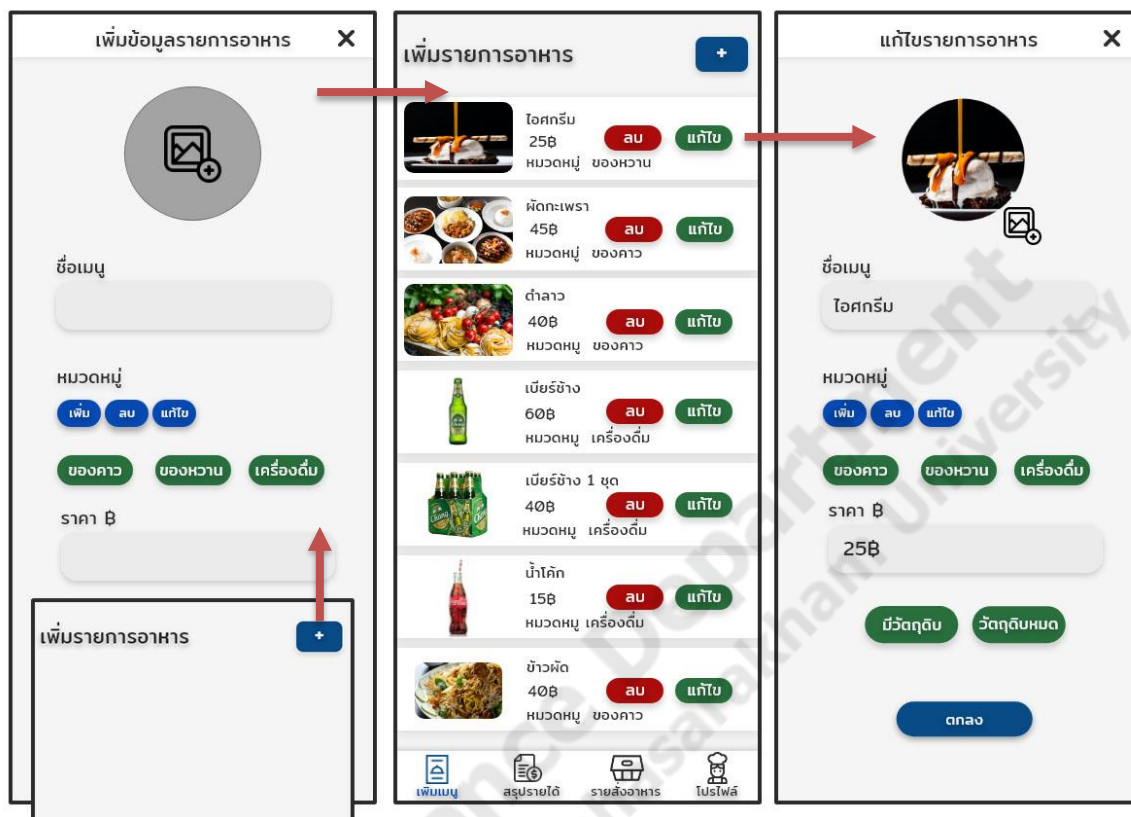 เพิ่มข้อมูลรายการอาหาร
ชื่อเมนู
หมวดหมู่
เพิ่ม ลบ แก้ไข
ของคาว ของหวาน เครื่องดื่ม
ราคา ฿
เพิ่มรายการอาหาร
+
เพิ่มรายการอาหาร
+
ไอศกรีม
25฿ ลบ แก้ไข
หมวดหมู่ ของหวาน
ผัดกะเพรา
45฿ ลบ แก้ไข
หมวดหมู่ ของคาว
ตำลาว
40฿ ลบ แก้ไข
หมวดหมู ของคาว
เบียร์ช้าง
60฿ ลบ แก้ไข
หมวดหมู เครื่องดื่ม
เบียร์ช้าง 1 ชุด
40฿ ลบ แก้ไข
หมวดหมู เครื่องดื่ม
Chang
น้ำโค้ก
15฿ ลบ แก้ไข
หมวดหมู เครื่องดื่ม
ข้าวผัด
40฿ ลบ แก้ไข
หมวดหมู่ ของคาว
เพิ่มเมนู สรุปรายได้ รายสั่งอาหาร โปรไฟล์
แก้ไขรายการอาหาร
ชื่อเมนู
ไอศกรีม
หมวดหมู่
เพิ่ม ลบ แก้ไข
ของคาว ของหวาน เครื่องดื่ม
ราคา ฿
25฿
มีวัตถุดิบ วัตถุดิบหมด
ตกลง
Department
University